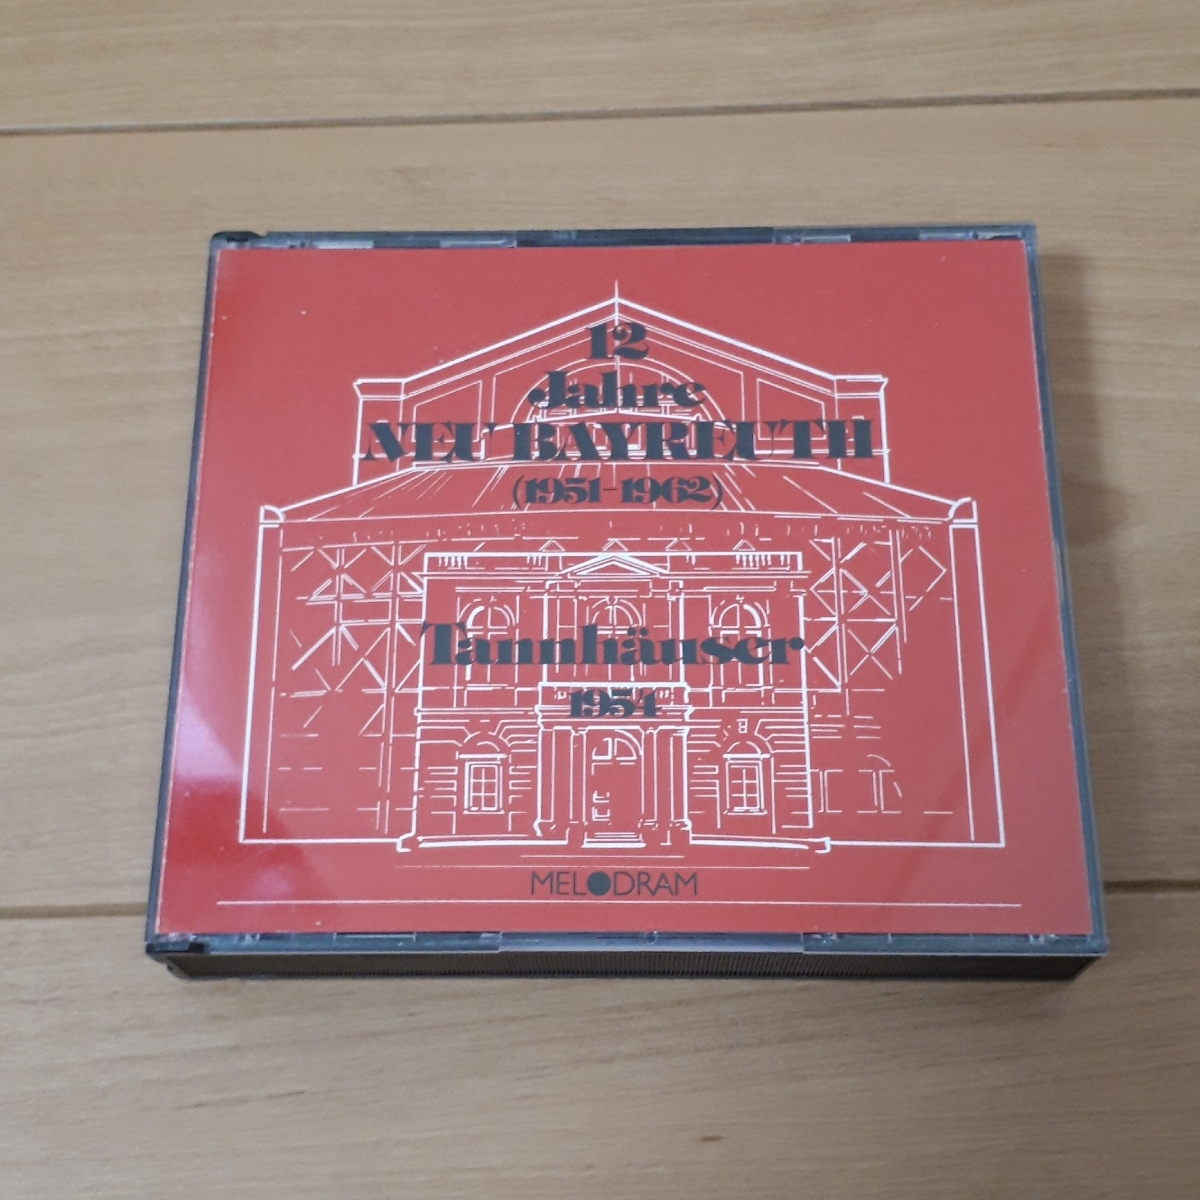 12
Jahre
NEU BAYREUTH
(1951-1962)
Tannhäuser
1954
MELODRAM